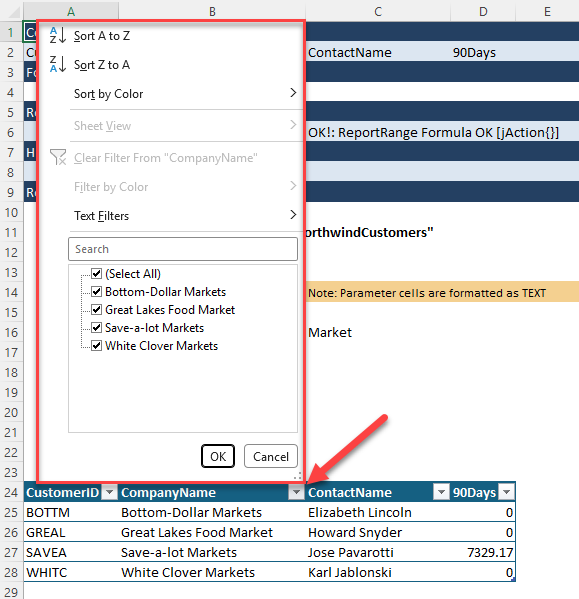 A B C D E
1 Co
2 Cu ContactName 90Days
3 Fo
4
5 Re
6 OK!: ReportRange Formula OK [jAction{}]
7 H
8
9 Re
10
11 orthwindCustomers"
12
13
14 Note: Parameter cells are formatted as TEXT
15
16 Market
17
18
19
20
21
22
23
Sort A to Z
Sort Z to A
Sort by Color
Sheet View
Clear Filter From "CompanyName"
Filter by Color
Text Filters
Search
(Select All)
Bottom-Dollar Markets
Great Lakes Food Market
Save-a-lot Markets
White Clover Markets
OK Cancel
24 CustomerID CompanyName ContactName 90Days
25 BOTTM Bottom-Dollar Markets Elizabeth Lincoln 0
26 GREAL Great Lakes Food Market Howard Snyder 0
27 SAVEA Save-a-lot Markets Jose Pavarotti 7329.17
28 WHITC White Clover Markets Karl Jablonski 0
29